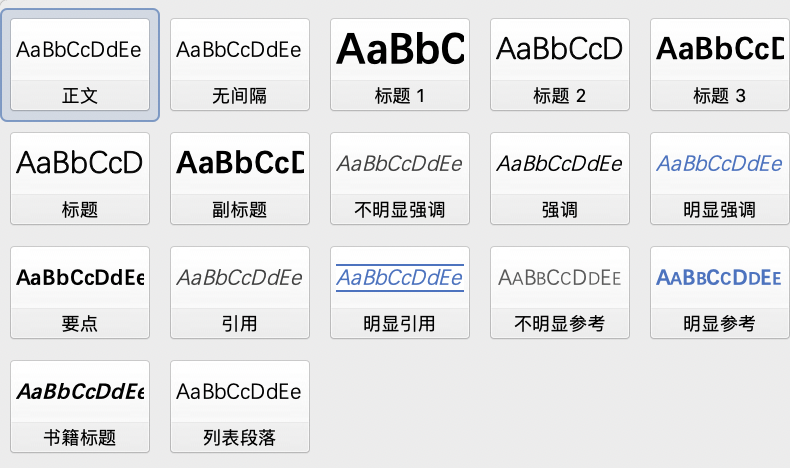 AaBbCcDdEe
正文
AaBbCcDdEe
无间隔
AaBbC
标题 1
AaBbCcD
标题 2
AaBbCcD
标题 3
AaBbCcD
标题
AaBbCcD
副标题
AaBbCcDdEe
不明显强调
AaBbCcDdEe
强调
AaBbCcDdEe
明显强调
AaBbCcDdEe
要点
AaBbCcDdEe
引用
AaBbCcDdEe
明显引用
AABBCCDDEE
不明显参考
AABBCCDDEE
明显参考
AaBbCcDdEe
书籍标题
AaBbCcDdEe
列表段落